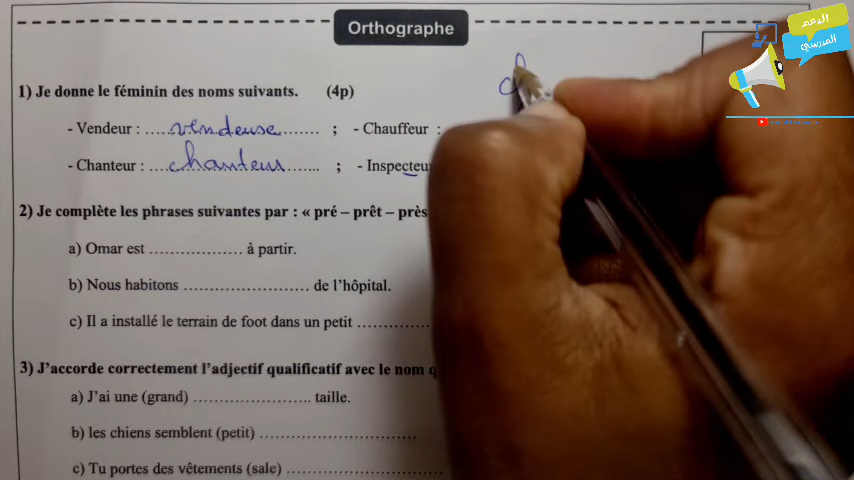 الدعم
المدرسي
Orthographe
1) Je donne le féminin des noms suivants. (4p)
- Vendeur : .....vendeuse....... ; - Chauffeur :
- Chanteur : ....chanteus....... ; - Inspecteur
2) Je complète les phrases suivantes par : « pré – prêt – près
a) Omar est .................. à partir.
b) Nous habitons ........................ de l'hôpital.
c) Il a installé le terrain de foot dans un petit ..............
3) J'accorde correctement l'adjectif qualificatif avec le nom q
a) J'ai une (grand) ....................... taille.
b) les chiens semblent (petit) ..............................
c) Tu portes des vêtements (sale) ..............................